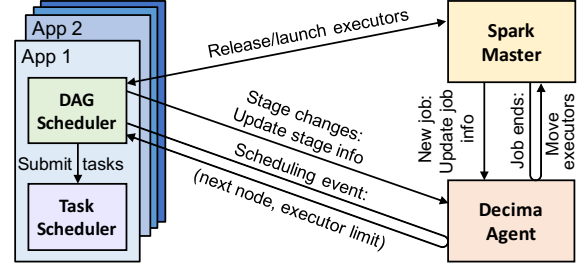 App 2
App 1
DAG
Scheduler
Submit tasks
Task
Scheduler
Release/launch executors
Stage changes:
Update stage info
Scheduling event:
(next node, executor limit)
Spark
Master
New job:
Update job
info
Job ends:
Move
executors
Decima
Agent